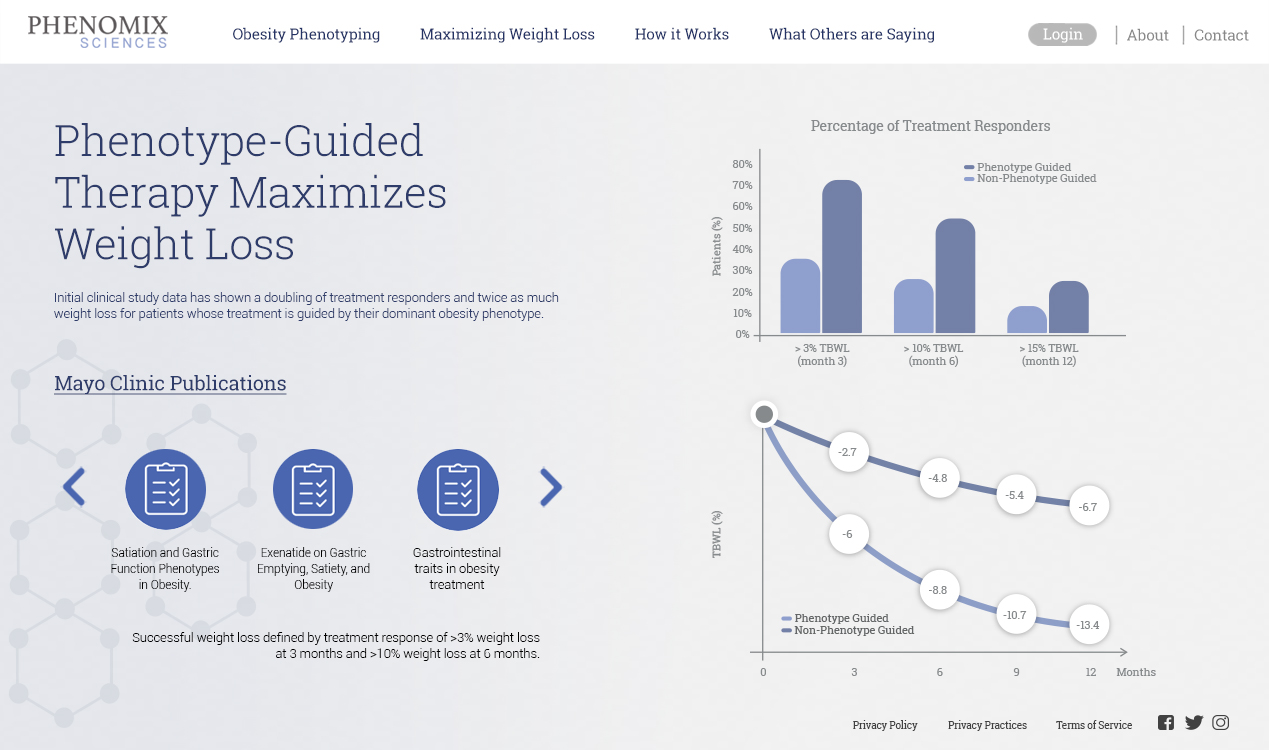 PHENOMIX
SCIENCES
Obesity Phenotyping
Maximizing Weight Loss
How it Works
What Others are Saying
Login
About
Contact
Phenotype-Guided
Therapy Maximizes
Weight Loss
Initial clinical study data has shown a doubling of treatment responders and twice as much
weight loss for patients whose treatment is guided by their dominant obesity phenotype.
Mayo Clinic Publications
Satiation and Gastric
Function Phenotypes
in Obesity.
Exenatide on Gastric
Emptying, Satiety, and
Obesity
Gastrointestinal
traits in obesity
treatment
Successful weight loss defined by treatment response of >3% weight loss
at 3 months and >10% weight loss at 6 months.
Percentage of Treatment Responders
Phenotype Guided
Non-Phenotype Guided
Patients (%)
80%
70%
60%
50%
40%
30%
20%
10%
0%
> 3% TBWL
(month 3)
> 10% TBWL
(month 6)
> 15% TBWL
(month 12)
TBWL (%)
-2.7
-4.8
-5.4
-6.7
-6
-8.8
-10.7
-13.4
Phenotype Guided
Non-Phenotype Guided
0
3
6
9
12
Months
Privacy Policy
Privacy Practices
Terms of Service